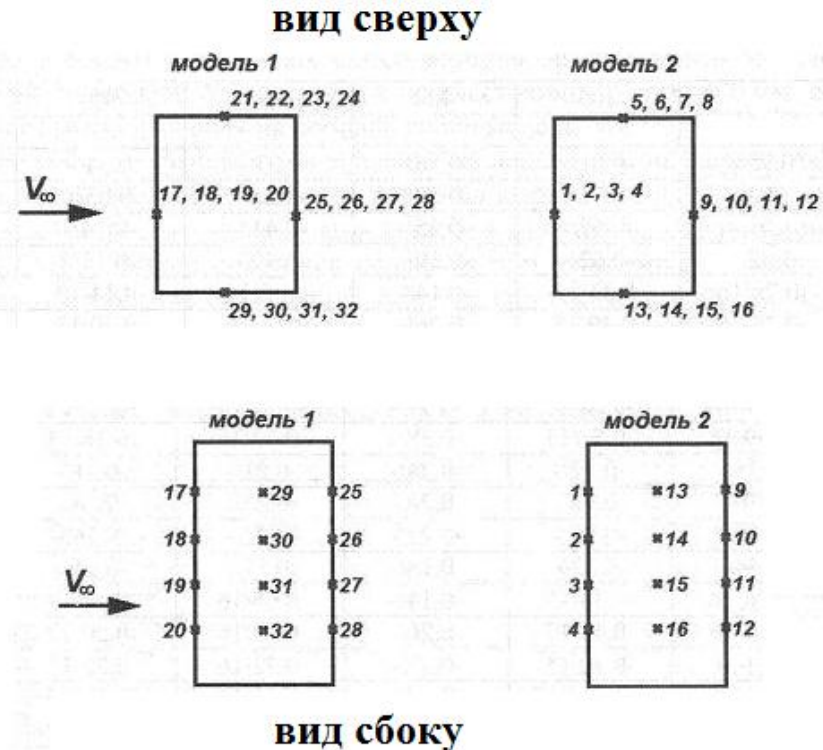 вид сверху
модель 1
модель 2
21, 22, 23, 24
5, 6, 7, 8
V∞
17, 18, 19, 20
25, 26, 27, 28
1, 2, 3, 4
9, 10, 11, 12
29, 30, 31, 32
13, 14, 15, 16
модель 1
модель 2
17
29
25
1
13
9
18
30
26
2
14
10
V∞
19
31
27
3
15
11
20
32
28
4
16
12
вид сбоку